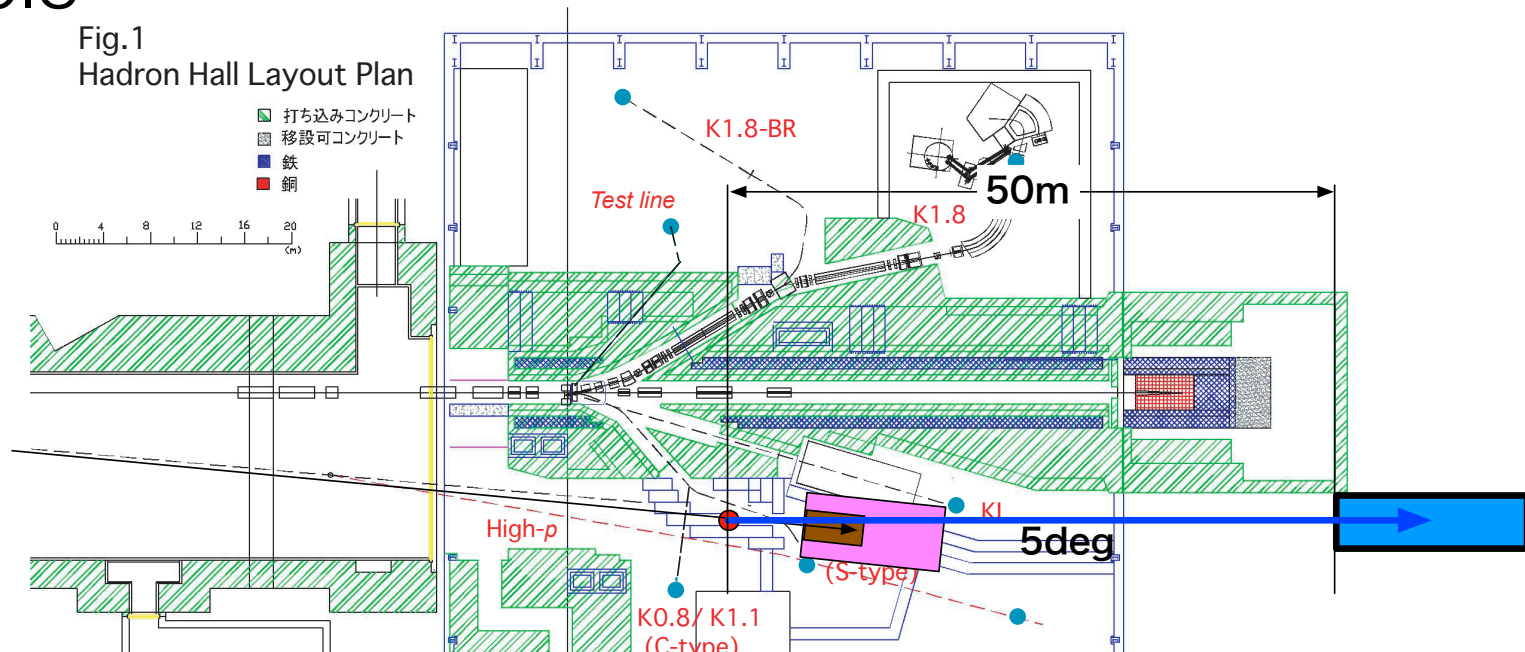 Fig.1
Hadron Hall Layout Plan
打ち込みコンクリート
移設可コンクリート
鉄
銅
0 4 8 12 16 20
(m)
K1.8-BR
Test line
50m
K1.8
High-p
KL
5deg
(S-type)
K0.8/ K1.1
(C-type)